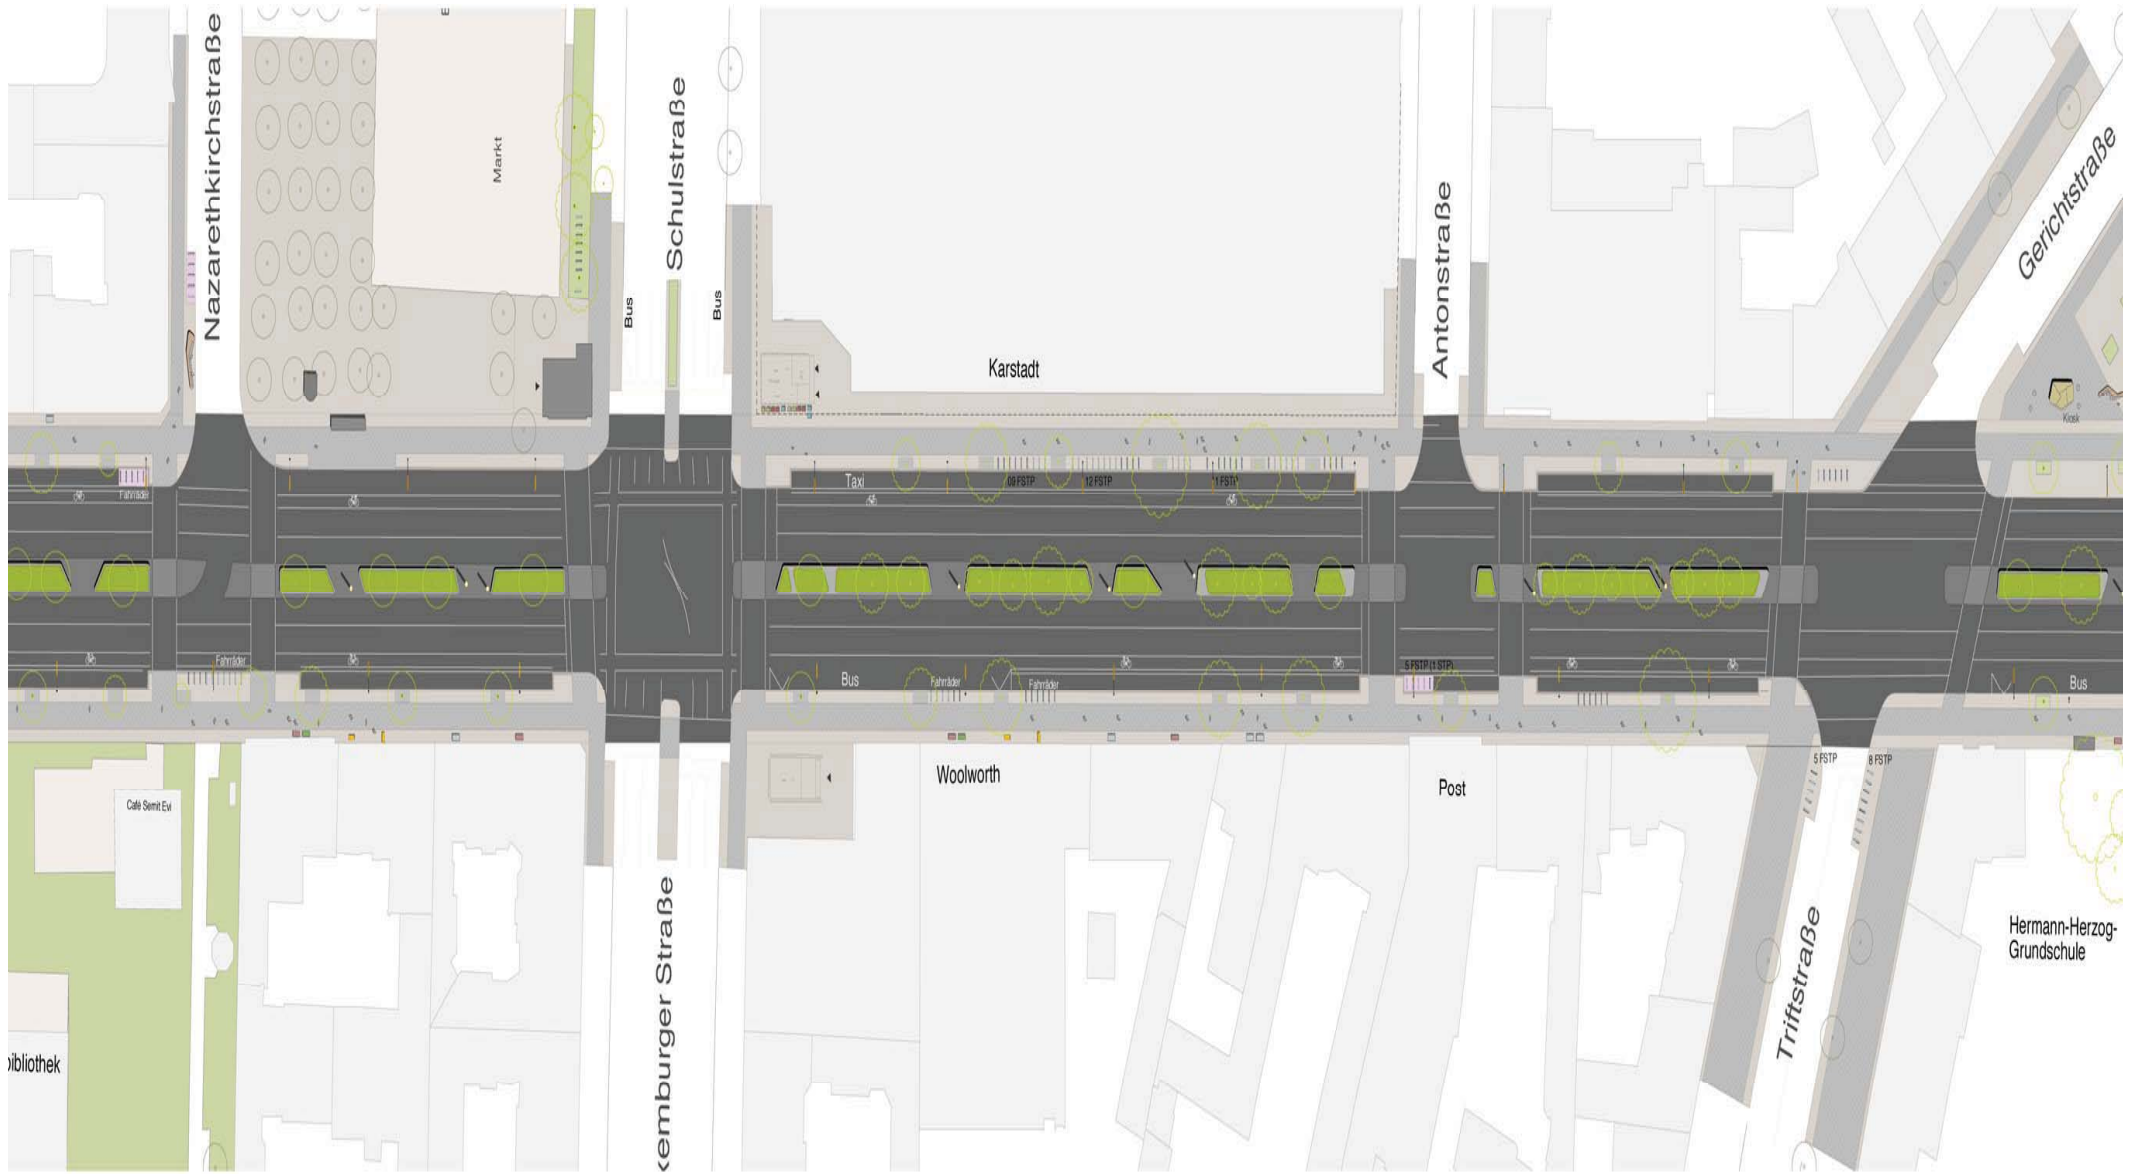 Nazarethkirchstraße
Markt
Schulstraße
Bus
Bus
Karstadt
Antonstraße
Gerichtstraße
Kiosk
Fahrräder
Taxi
09 FSTP
12 FSTP
Fahrräder
Bus
Fahrräder
Fahrräder
5 FSTP (1 STP)
Bus
Café Semit Evi
Woolworth
Post
5 FSTP
8 FSTP
xemburger Straße
Triftstraße
Hermann-Herzog-
Grundschule
bibliothek